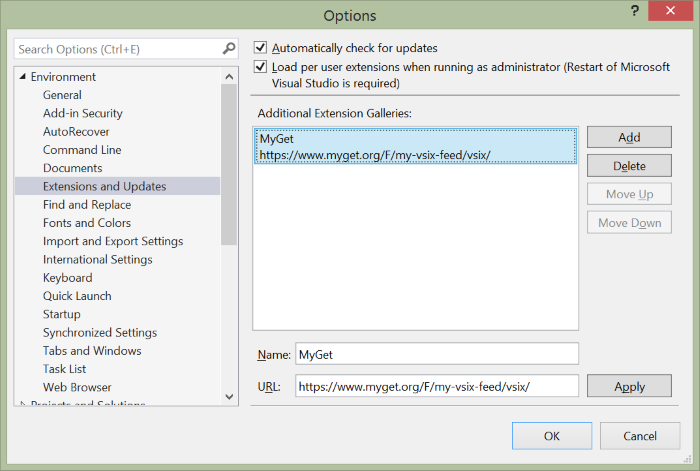 Options
?
Search Options (Ctrl+E)
Environment
General
Add-in Security
AutoRecover
Command Line
Documents
Extensions and Updates
Find and Replace
Fonts and Colors
Import and Export Settings
International Settings
Keyboard
Quick Launch
Startup
Synchronized Settings
Tabs and Windows
Task List
Web Browser
Projects and Solutions
Automatically check for updates
Load per user extensions when running as administrator (Restart of Microsoft
Visual Studio is required)
Additional Extension Galleries:
MyGet
https://www.myget.org/F/my-vsix-feed/vsix/
Add
Delete
Move Up
Move Down
Name: MyGet
URL: https://www.myget.org/F/my-vsix-feed/vsix/
Apply
OK
Cancel